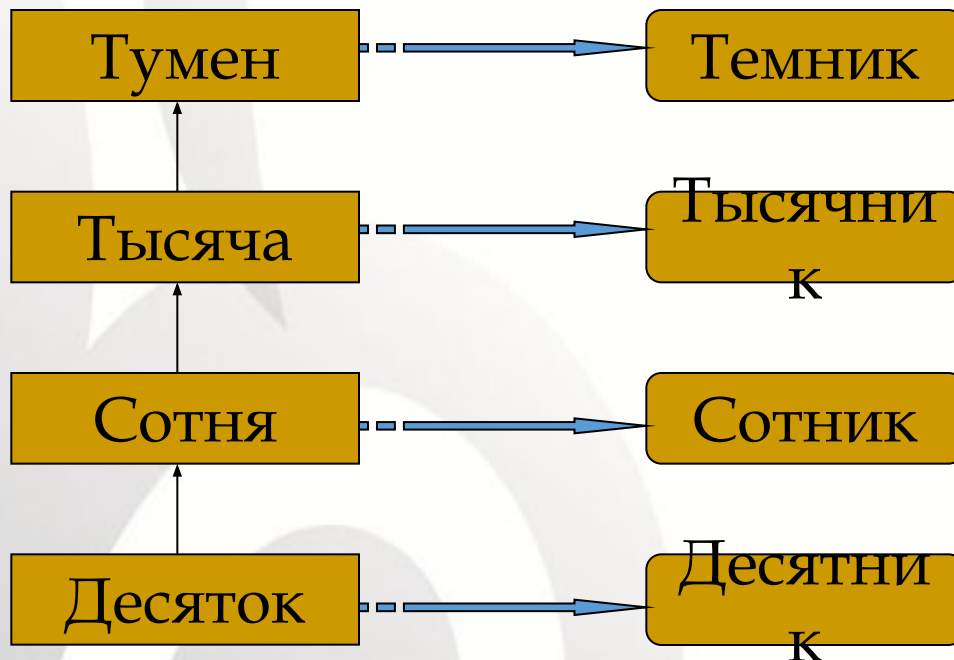 Тумен
Темник
Тысяча
Тысячни
к
Сотня
Сотник
Десяток
Десятни
к